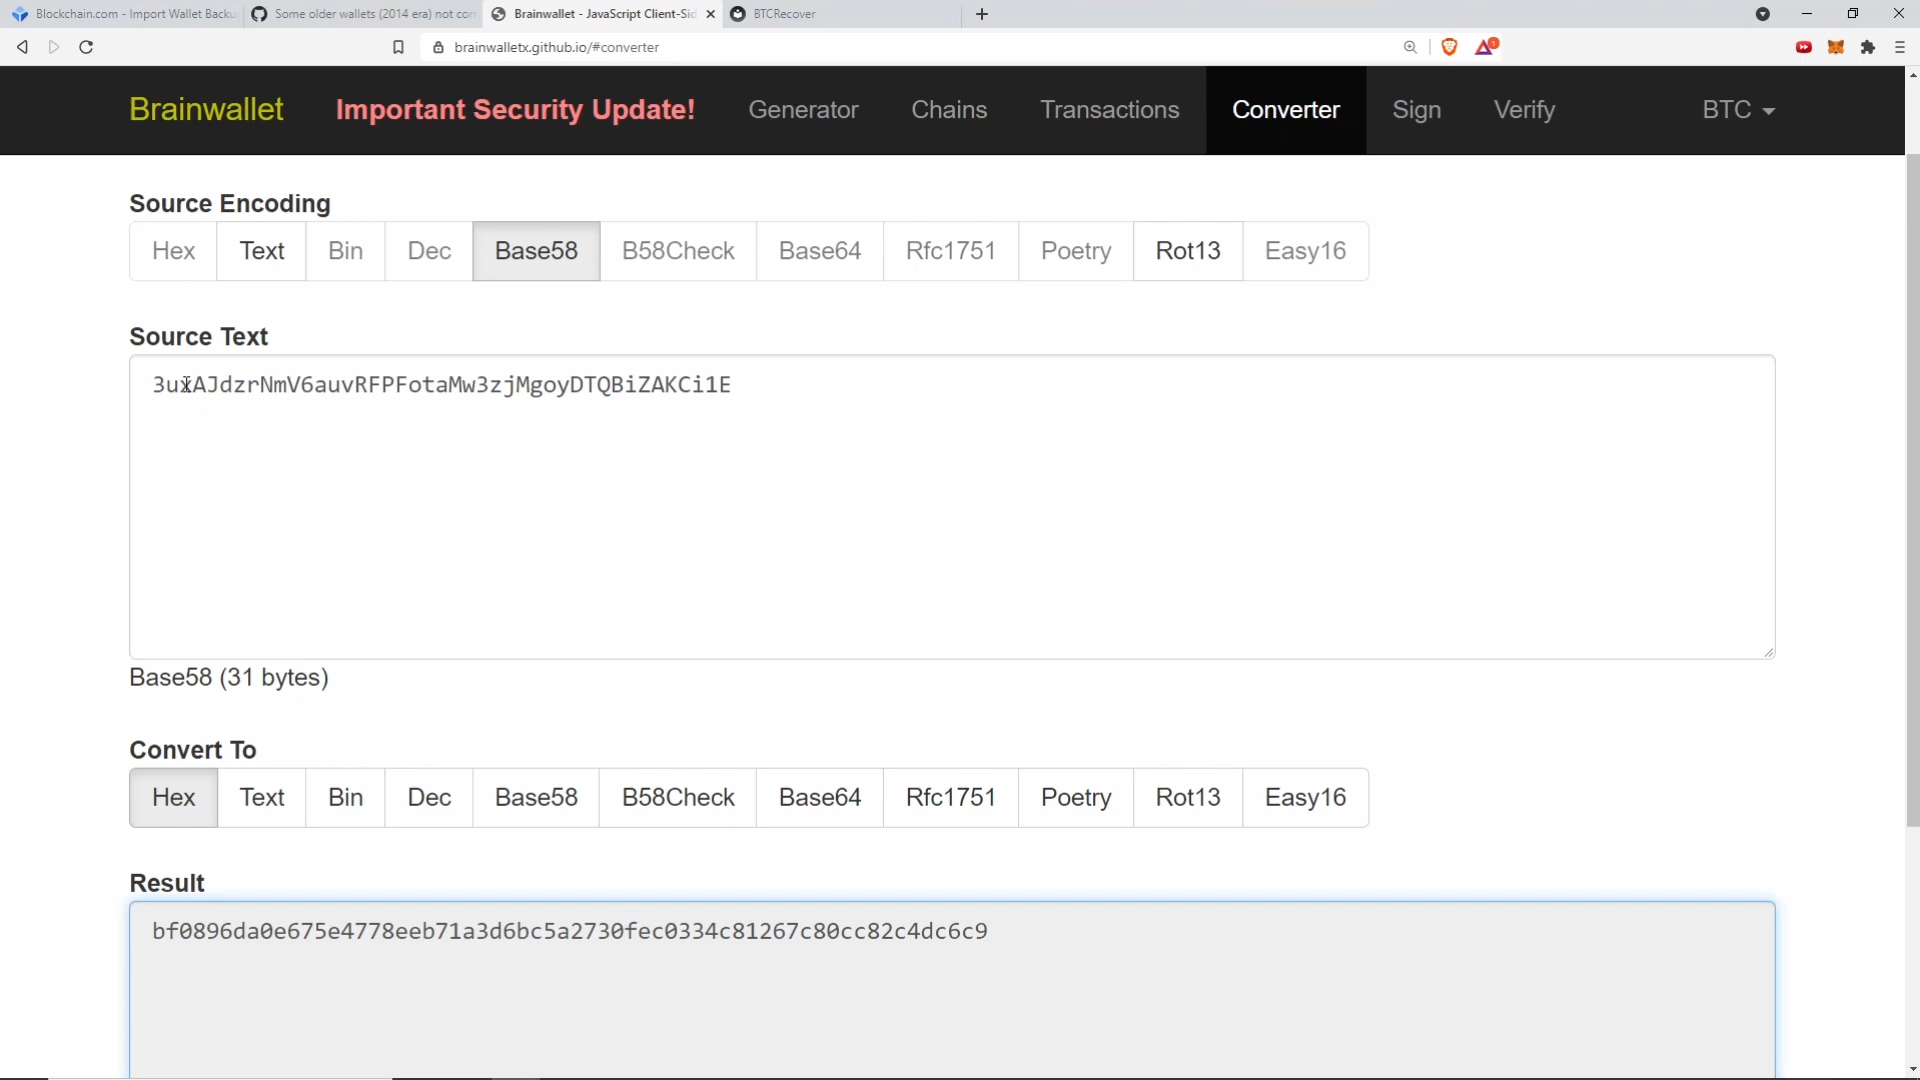 Blockchain.com - Import Wallet Backu
Some older wallets (2014 era) not cor
Brainwallet - JavaScript Client-Sid
BTCRecover
brainwalletx.github.io/#converter
1
Brainwallet
Important Security Update!
Generator
Chains
Transactions
Converter
Sign
Verify
BTC
Source Encoding
Hex Text Bin Dec Base58 B58Check Base64 Rfc1751 Poetry Rot13 Easy16
Source Text
3uxAJdzrNmV6auvRFPFotaMw3zjMgoyDTQBiZAKCi1E
Base58 (31 bytes)
Convert To
Hex Text Bin Dec Base58 B58Check Base64 Rfc1751 Poetry Rot13 Easy16
Result
bf0896da0e675e4778eeb71a3d6bc5a2730fec0334c81267c80cc82c4dc6c9